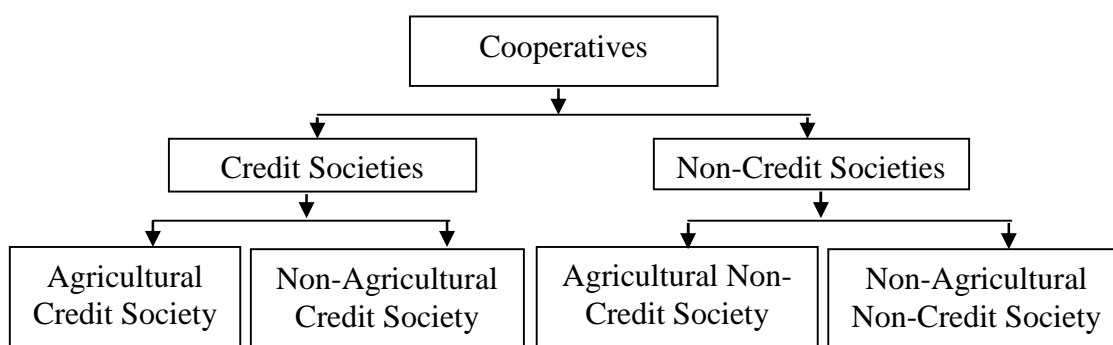 Cooperatives
Credit Societies
Non-Credit Societies
Agricultural
Credit Society
Non-Agricultural
Credit Society
Agricultural Non-
Credit Society
Non-Agricultural
Non-Credit Society